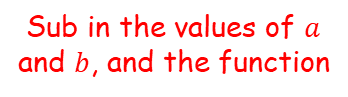 Sub in the values of a
and b, and the function